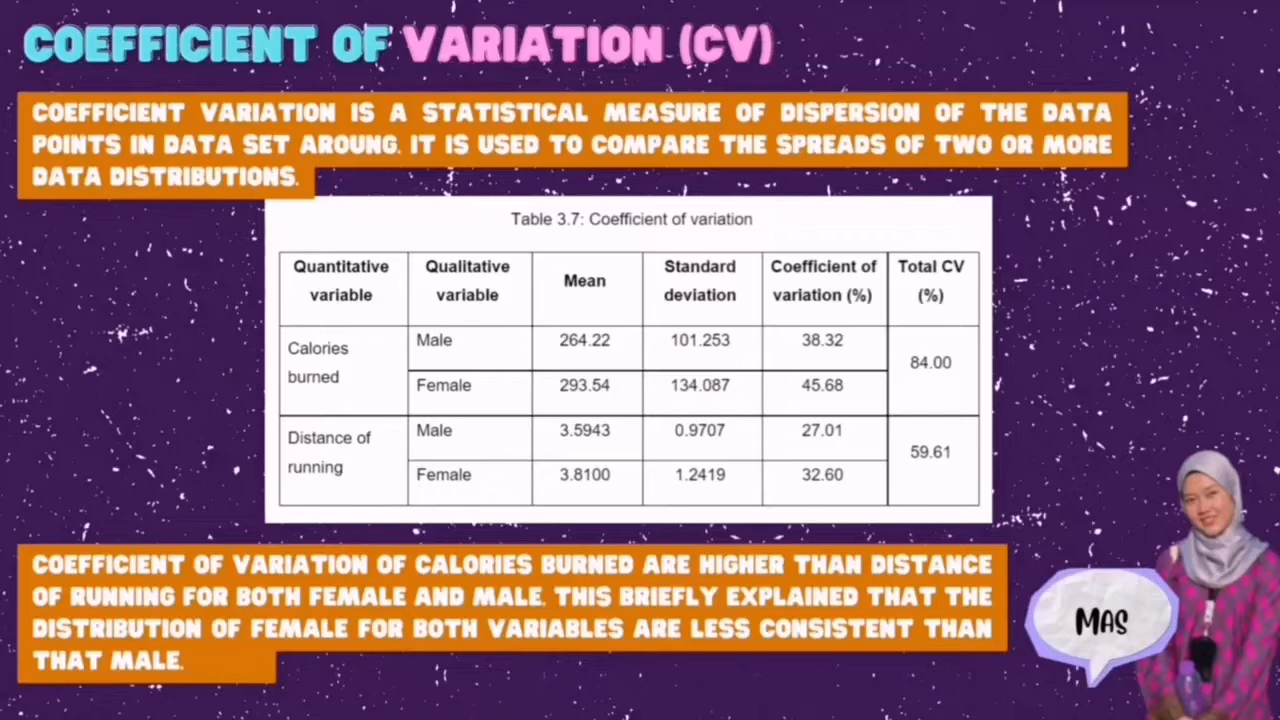 COEFFICIENT OF VARIATION (CV)
COEFFICIENT VARIATION IS A STATISTICAL MEASURE OF DISPERSION OF THE DATA
POINTS IN DATA SET AROUNG. IT IS USED TO COMPARE THE SPREADS OF TWO OR MORE
DATA DISTRIBUTIONS.
Table 3.7: Coefficient of variation
Quantitative variable Qualitative variable Mean Standard deviation Coefficient of variation (%) Total CV (%)
Calories burned Male 264.22 101.253 38.32 84.00
Female 293.54 134.087 45.68
Distance of running Male 3.5943 0.9707 27.01 59.61
Female 3.8100 1.2419 32.60
COEFFICIENT OF VARIATION OF CALORIES BURNED ARE HIGHER THAN DISTANCE
OF RUNNING FOR BOTH FEMALE AND MALE. THIS BRIEFLY EXPLAINED THAT THE
DISTRIBUTION OF FEMALE FOR BOTH VARIABLES ARE LESS CONSISTENT THAN
THAT MALE.
MAS